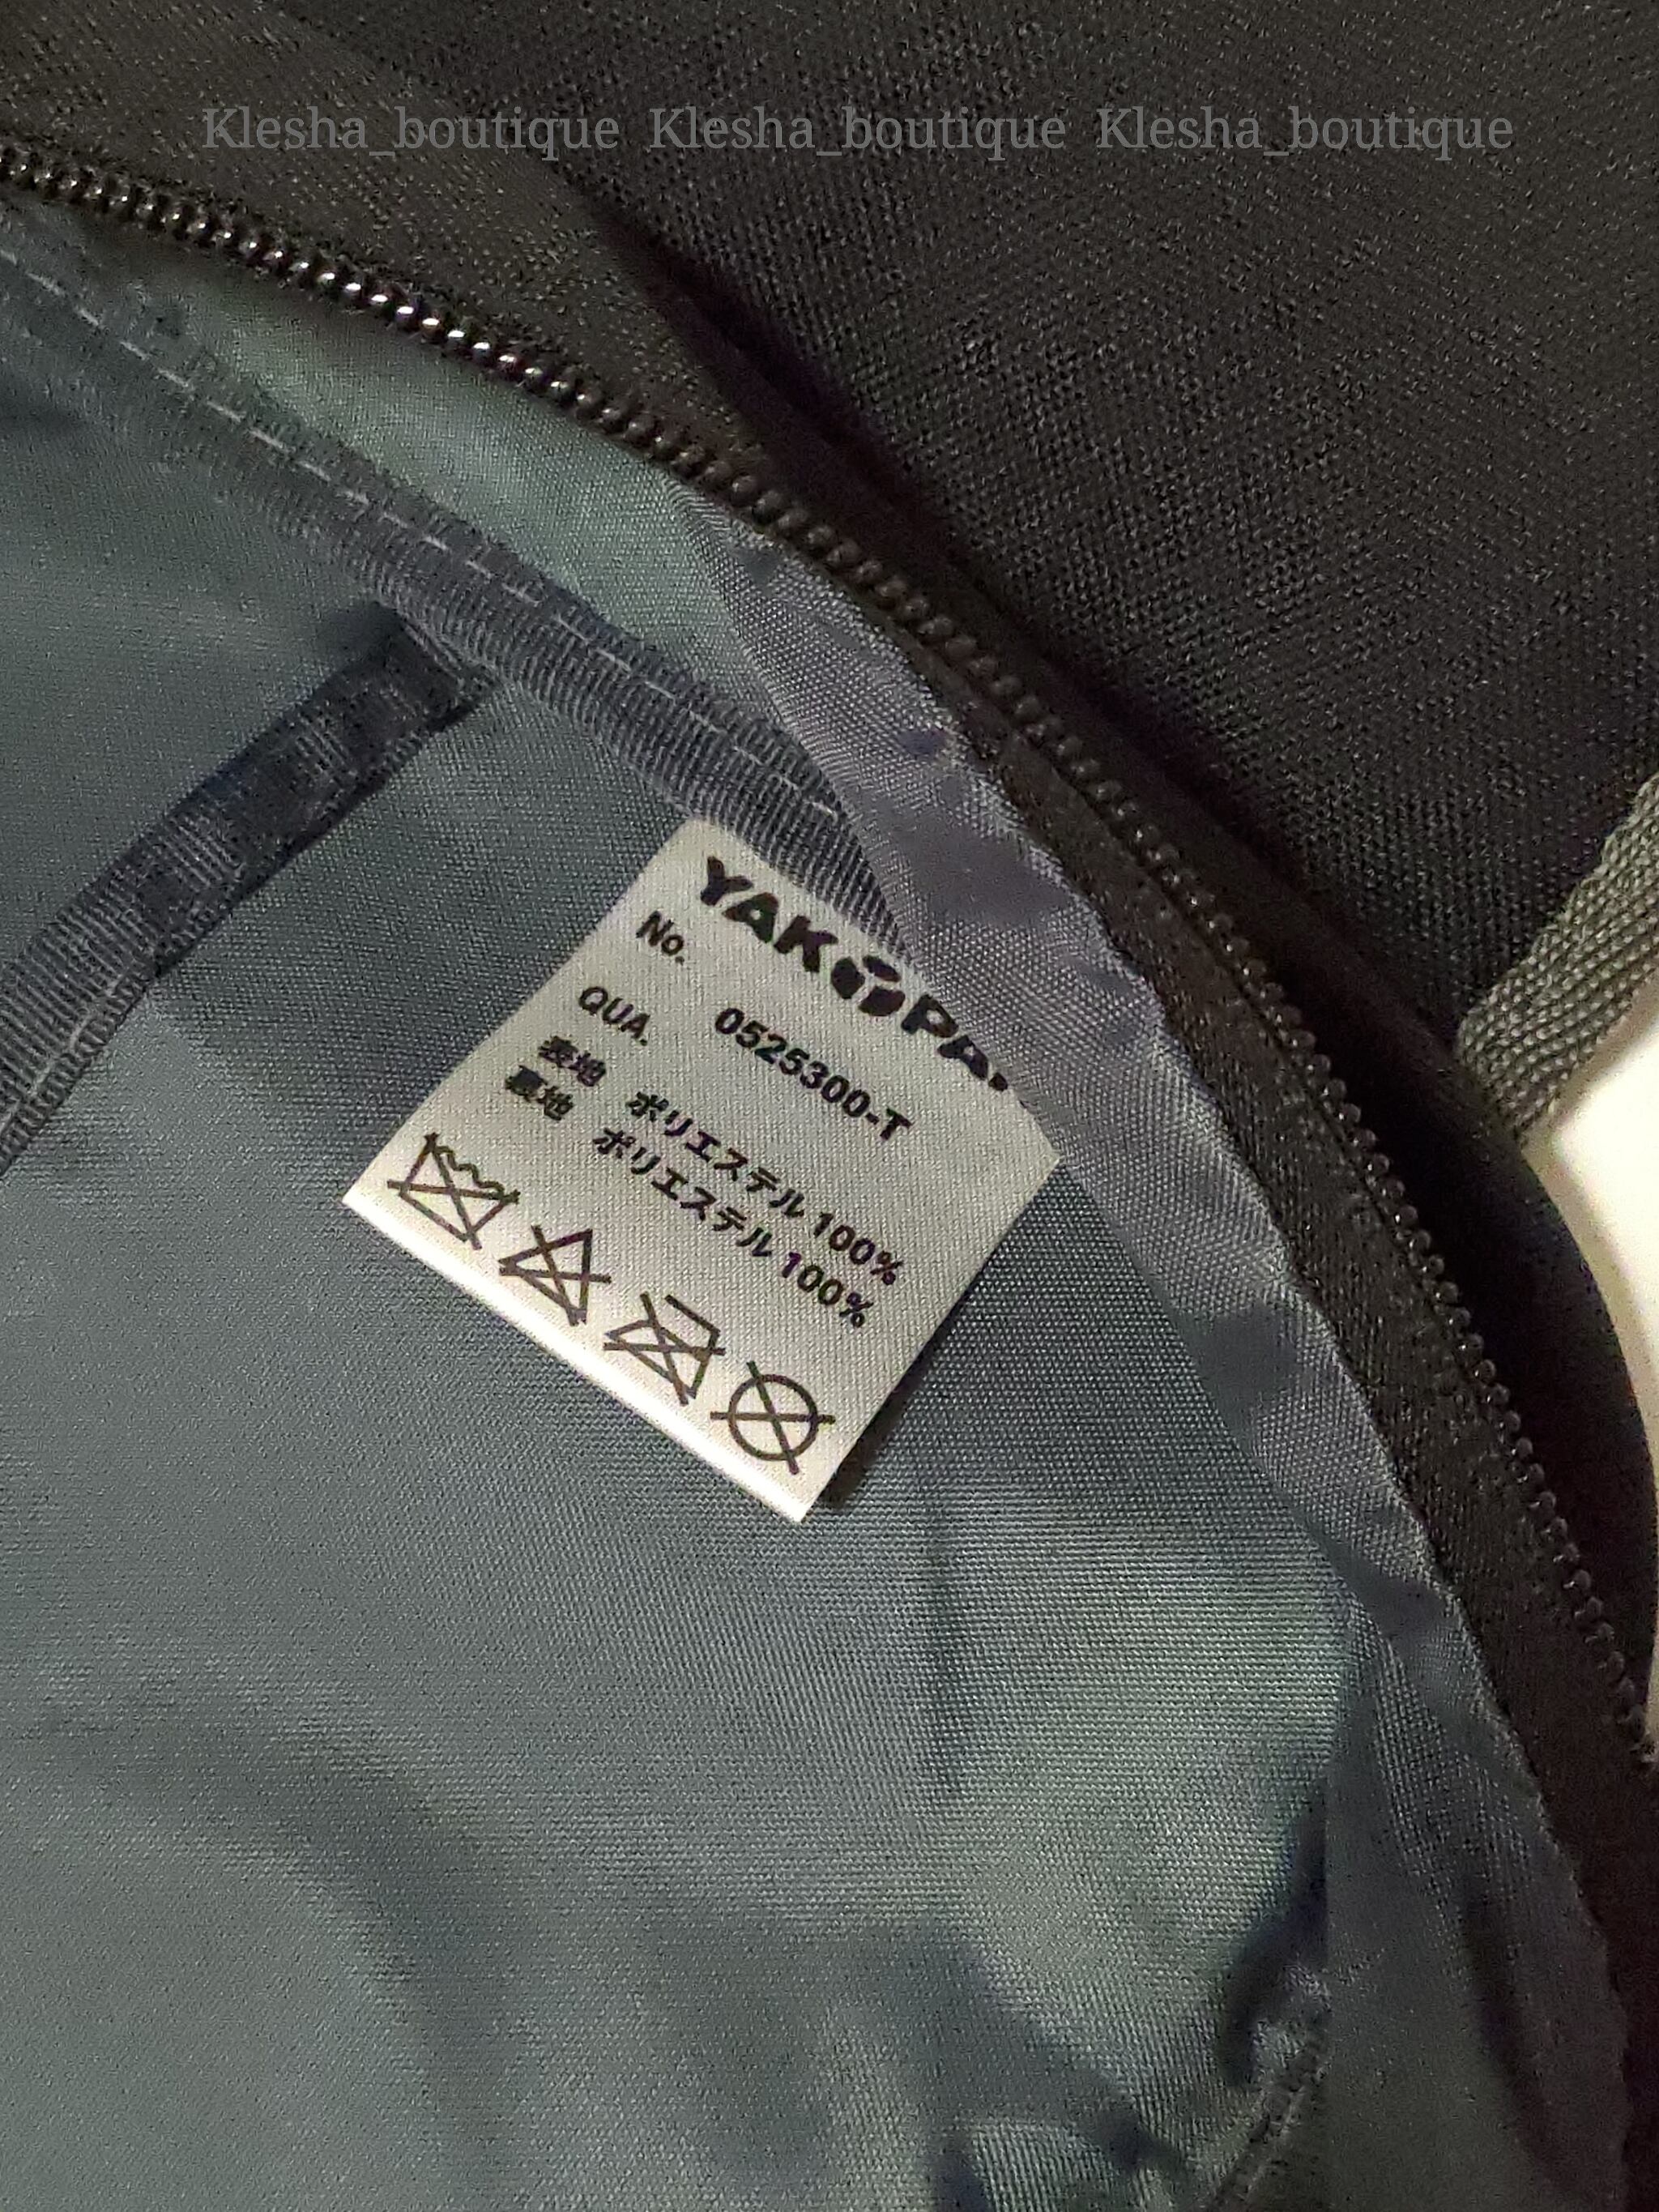 Klesha_boutique Klesha_boutique Klesha_boutique
YAKPA
No. 0525300-T
QUA.
表地 ポリエステル 100%
裏地 ポリエステル 100%